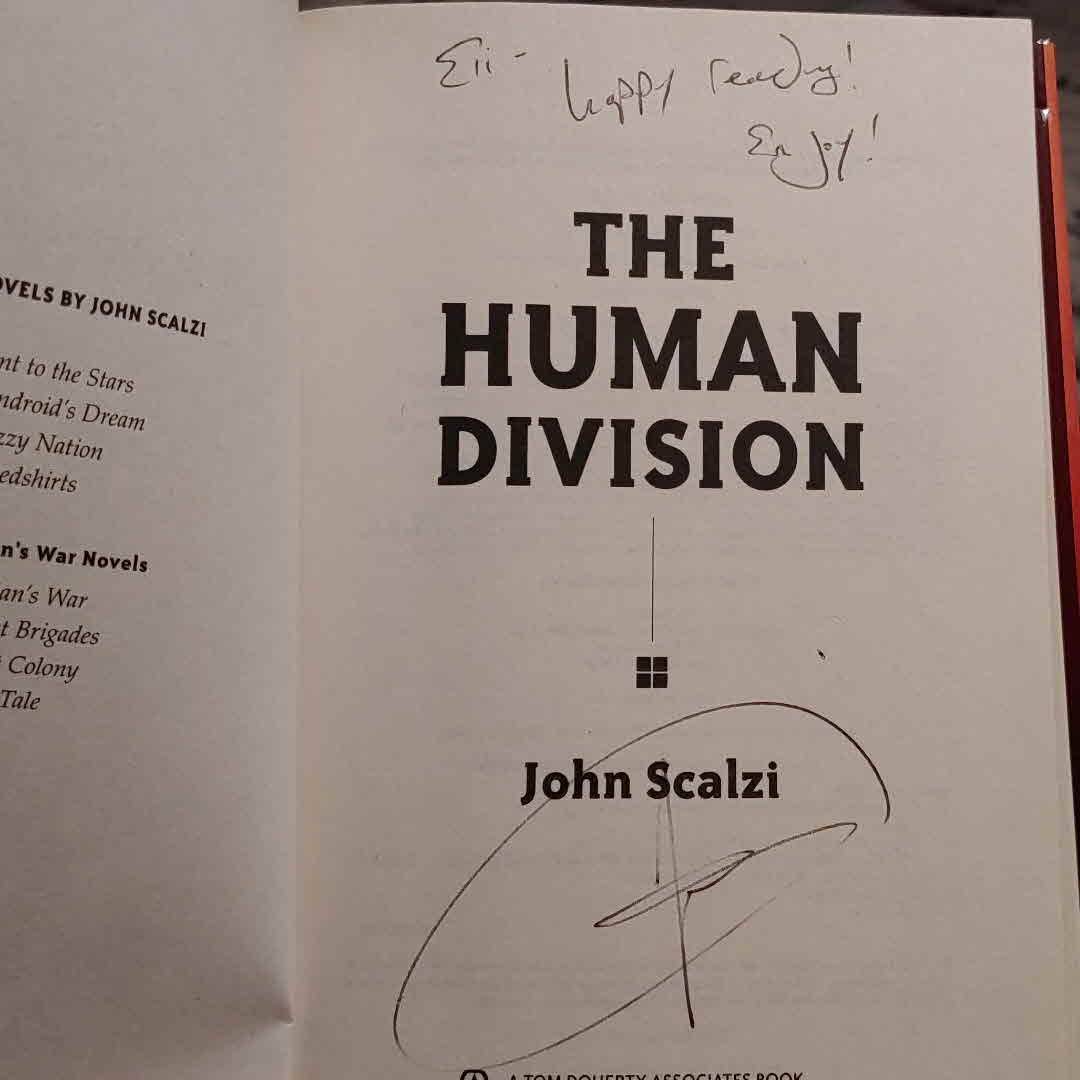 OVELS BY JOHN SCALZI
nt to the Stars
ndroid's Dream
zzy Nation
edshirts
n's War Novels
an's War
t Brigades
Colony
Tale
happy reading!
Enjoy!
THE
HUMAN
DIVISION
John Scalzi
A TOM DOHERTY ASSOCIATES BOOK